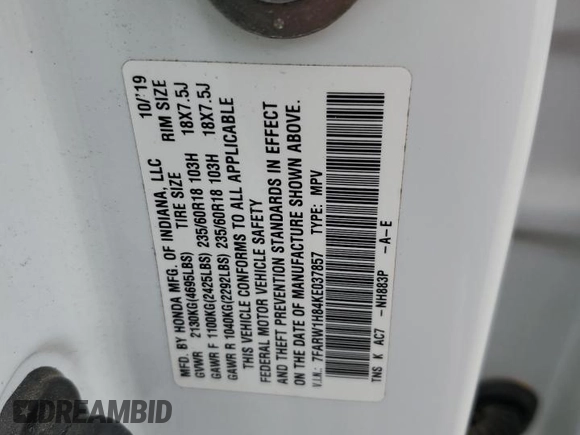 MFD. BY HONDA MFG. OF INDIANA, LLC 10/'19
TIRE SIZE RIM SIZE
GVWR 2130KG(4695LBS)
GAWR F 1100KG(2425LBS) 235/60R18 103H 18X7.5J
GAWR R 1040KG(2292LBS) 235/60R18 103H 18X7.5J
THIS VEHICLE CONFORMS TO ALL APPLICABLE
FEDERAL MOTOR VEHICLE SAFETY
AND THEFT PREVENTION STANDARDS IN EFFECT
ON THE DATE OF MANUFACTURE SHOWN ABOVE.
V.I.N.: 7FARW1H84KE037857 TYPE: MPV
TNS K AC7 -NH883P -A-E
DREAMBID